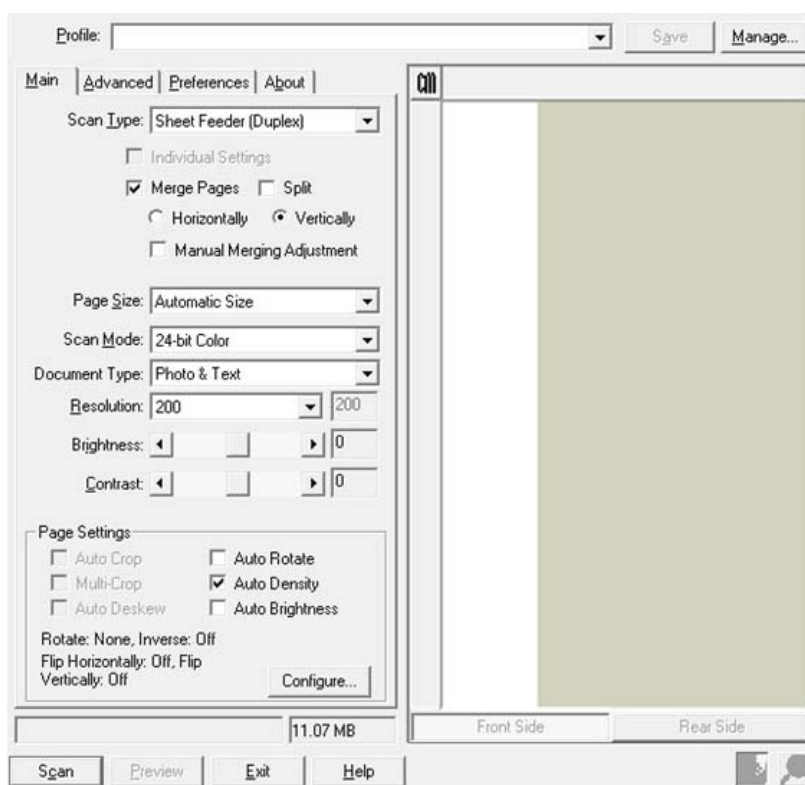 Profile: Save Manage...
Main Advanced Preferences About
Scan Type: Sheet Feeder (Duplex)
Individual Settings
Merge Pages Split
Horizontally Vertically
Manual Merging Adjustment
Page Size: Automatic Size
Scan Mode: 24-bit Color
Document Type: Photo & Text
Resolution: 200 200
Brightness: 0
Contrast: 0
Page Settings
Auto Crop Auto Rotate
Multi-Crop Auto Density
Auto Deskew Auto Brightness
Rotate: None, Inverse: Off
Flip Horizontally: Off, Flip
Vertically: Off
Configure...
11.07 MB
Front Side Rear Side
Scan Preview Exit Help